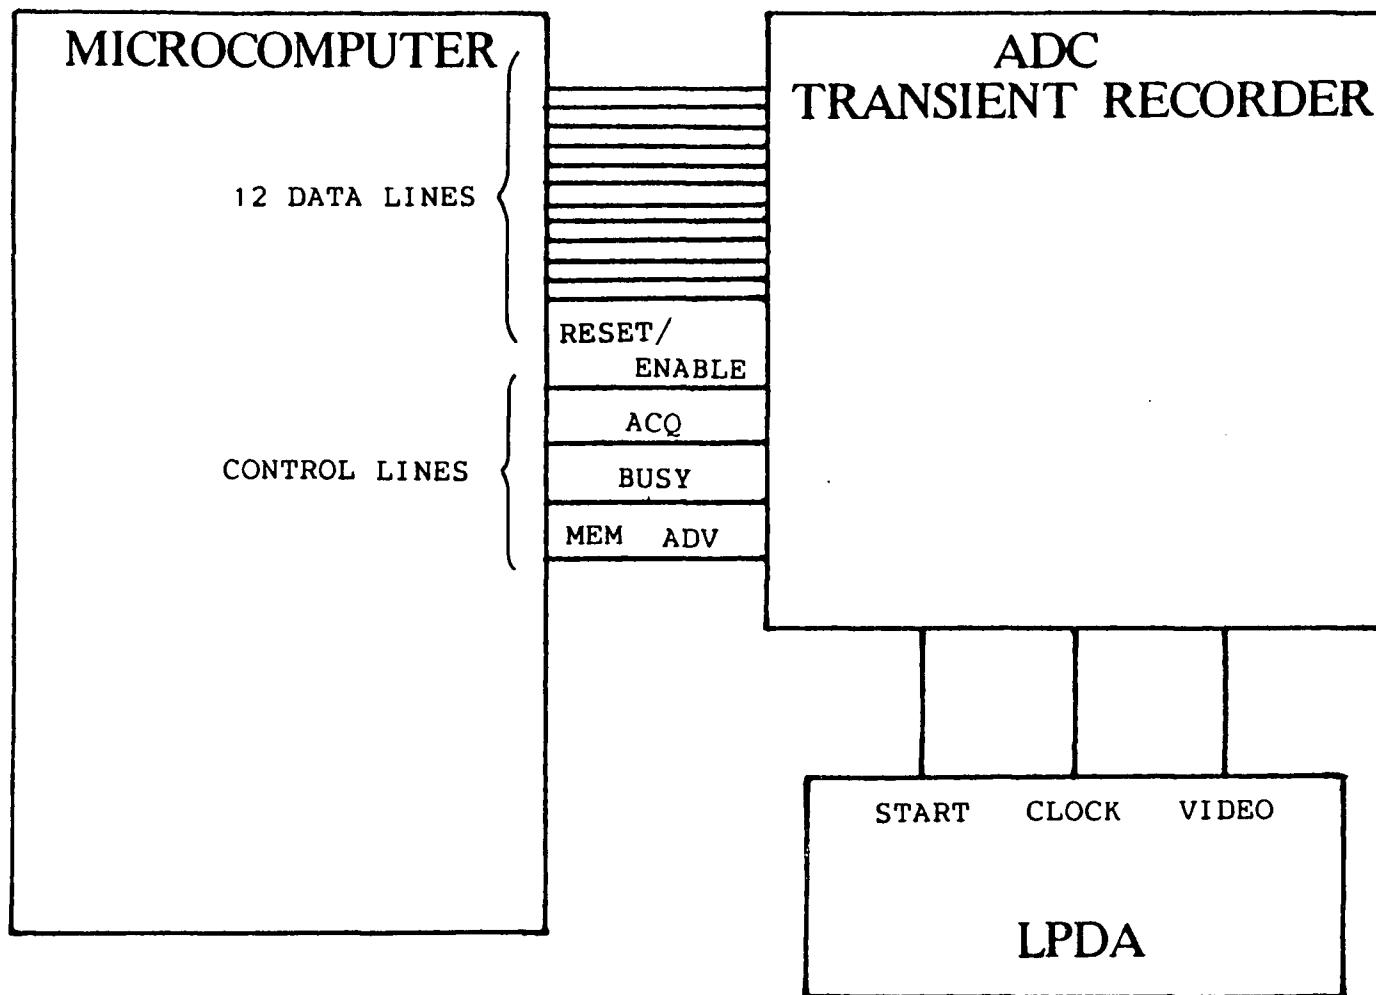 MICROCOMPUTER
ADC
TRANSIENT RECORDER
12 DATA LINES
RESET/
ENABLE
ACQ
CONTROL LINES
BUSY
MEM ADV
START CLOCK VIDEO
LPDA